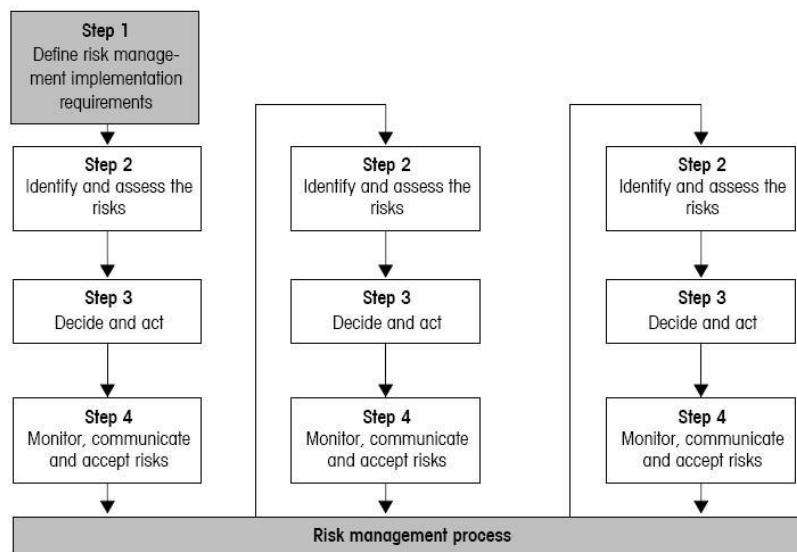 Step 1
Define risk manage-
ment implementation
requirements
Step 2
Identify and assess the
risks
Step 3
Decide and act
Step 4
Monitor, communicate
and accept risks
Step 2
Identify and assess the
risks
Step 3
Decide and act
Step 4
Monitor, communicate
and accept risks
Step 2
Identify and assess the
risks
Step 3
Decide and act
Step 4
Monitor, communicate
and accept risks
Risk management process